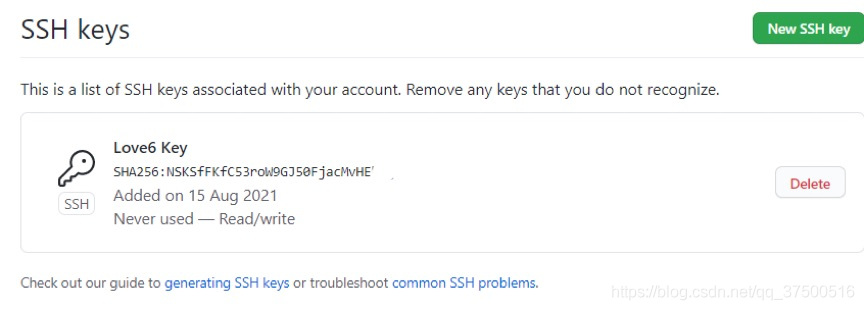 SSH keys
New SSH key
This is a list of SSH keys associated with your account. Remove any keys that you do not recognize.
Love6 Key
SHA256:NSKSfFKfC53roW9GJ50FjacMvHE
Added on 15 Aug 2021
Never used — Read/write
SSH
Delete
Check out our guide to generating SSH keys or troubleshoot common SSH problems.
https://blog.csdn.net/qq_37500516